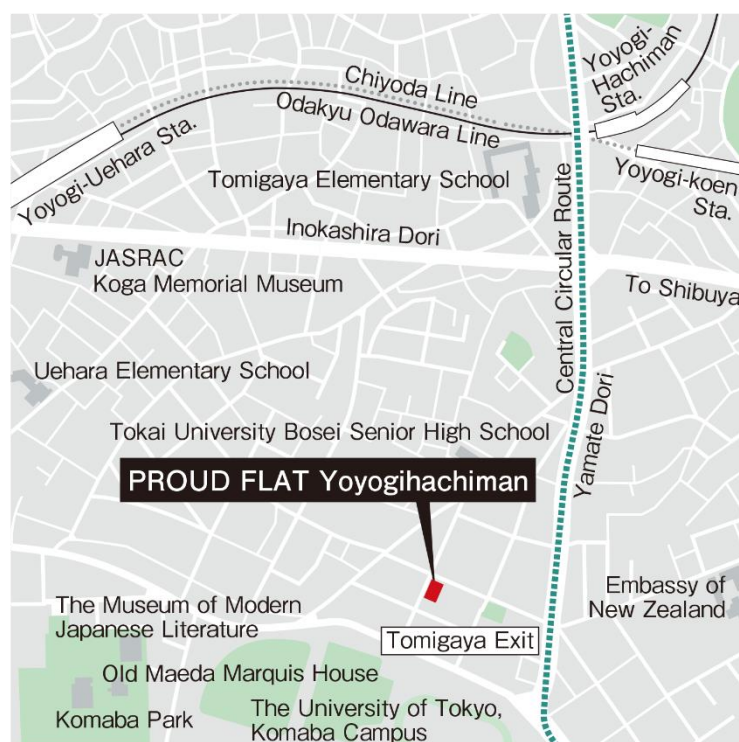 Yoyogi-
Hachiman
Sta.
Chiyoda Line
Odakyu Odawara Line
Yoyogi-Uehara Sta.
Tomigaya Elementary School
Yoyogi-koen
Sta.
Inokashira Dori
Central Circular Route
JASRAC
Koga Memorial Museum
To Shibuya
Uehara Elementary School
Tokai University Bosei Senior High School
Yamate Dori
PROUD FLAT Yoyogihachiman
Embassy of
New Zealand
The Museum of Modern
Japanese Literature
Tomigaya Exit
Old Maeda Marquis House
Komaba Park
The University of Tokyo,
Komaba Campus